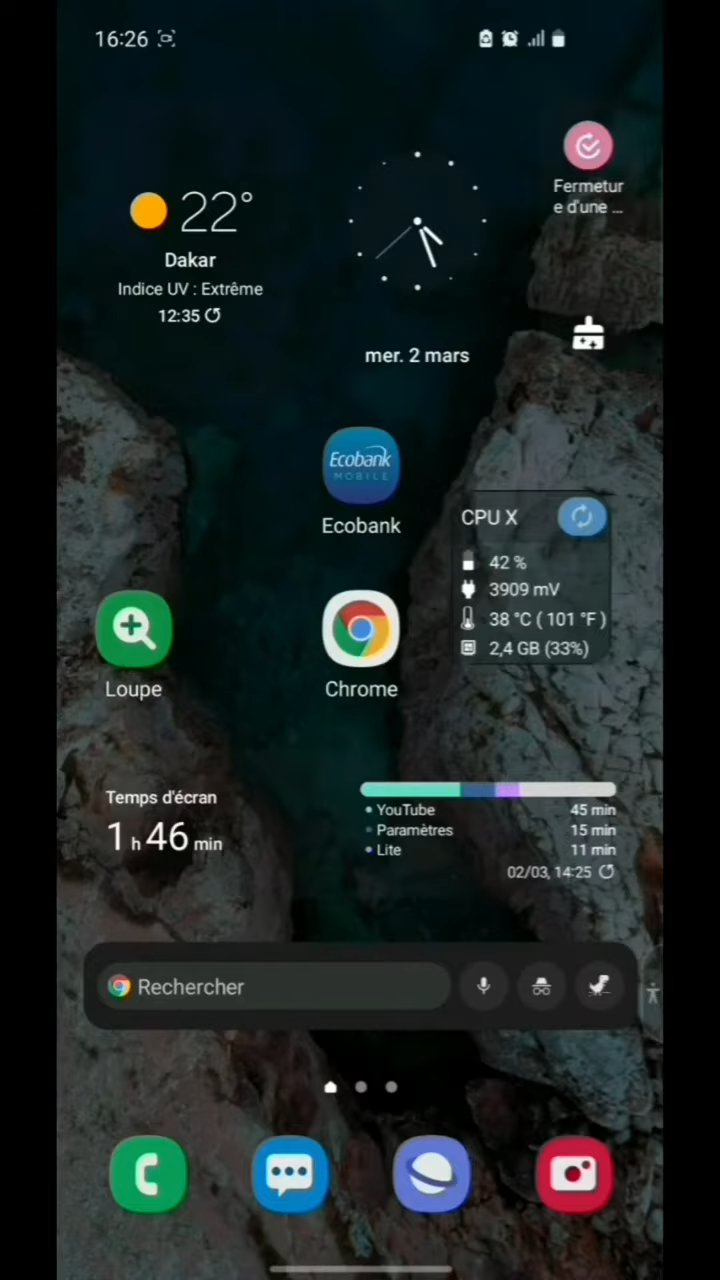 16:26
Fermetur
e d'une ...
22°
Dakar
Indice UV : Extrême
12:35
mer. 2 mars
Ecobank
MOBILE
Ecobank
CPU X
42 %
3909 mV
38 °C ( 101 °F )
2,4 GB (33%)
Loupe
Chrome
Temps d'écran
1 h 46 min
YouTube 45 min
Paramètres 15 min
Lite 11 min
02/03, 14:25
Rechercher